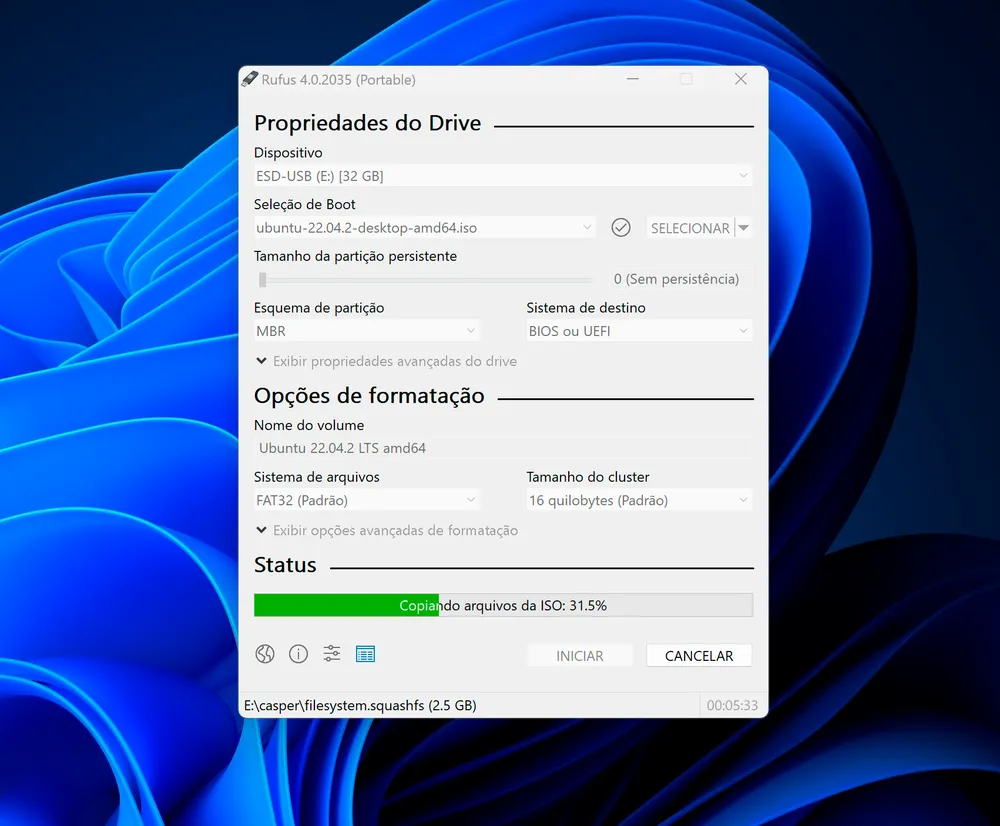 Rufus 4.0.2035 (Portable)
Propriedades do Drive
Dispositivo
ESD-USB (E:) [32 GB]
Seleção de Boot
ubuntu-22.04.2-desktop-amd64.iso
SELECIONAR
Tamanho da partição persistente
0 (Sem persistência)
Esquema de partição
Sistema de destino
MBR
BIOS ou UEFI
Exibir propriedades avançadas do drive
Opções de formatação
Nome do volume
Ubuntu 22.04.2 LTS amd64
Sistema de arquivos
Tamanho do cluster
FAT32 (Padrão)
16 quilobytes (Padrão)
Exibir opções avançadas de formatação
Status
Copiando arquivos da ISO: 31.5%
INICIAR
CANCELAR
E:\casper\filesystem.squashfs (2.5 GB)
00:05:33